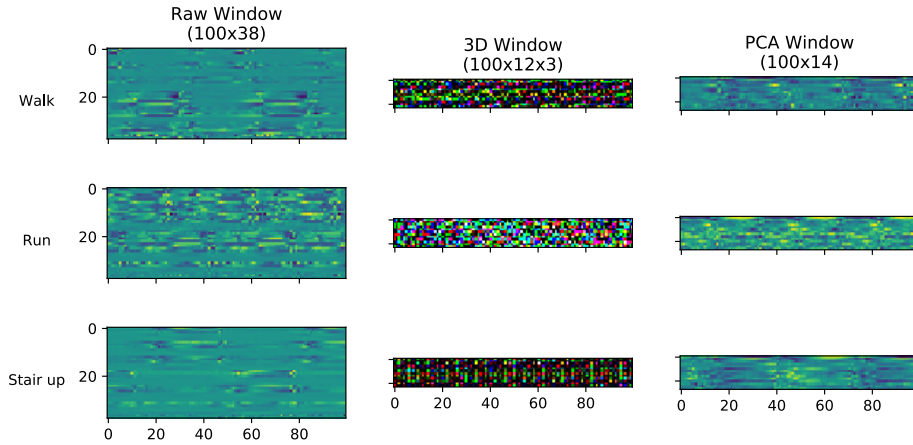 Raw Window
(100x38)
3D Window
(100x12x3)
PCA Window
(100x14)
0
20
Walk
0
20
Run
0
20
Stair up
0 20 40 60 80
0 20 40 60 80
0 20 40 60 80